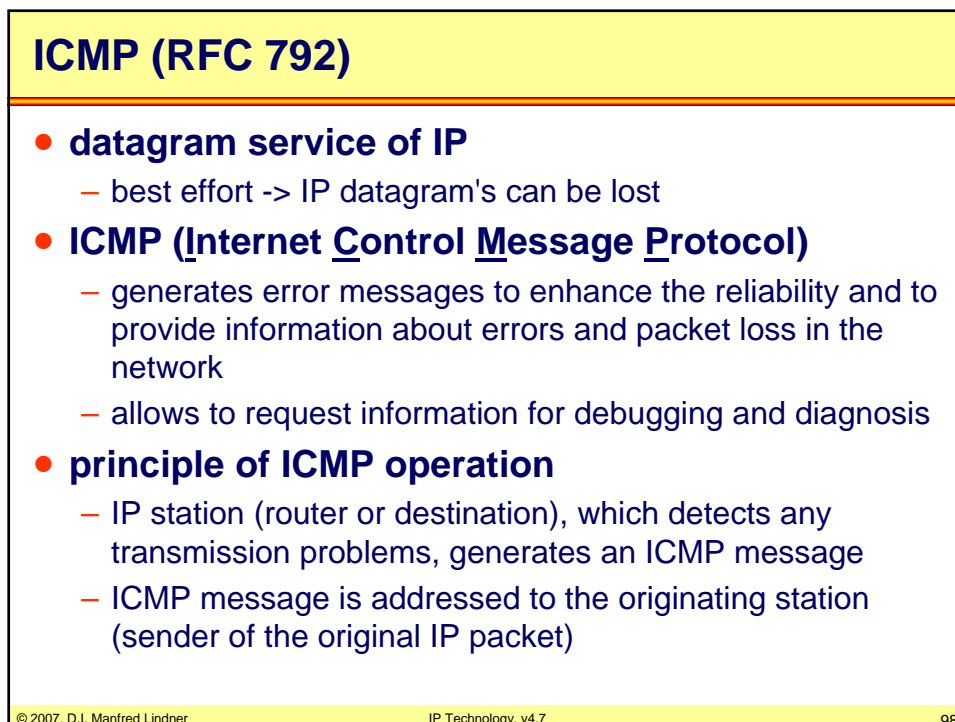 ICMP (RFC 792)
• datagram service of IP
– best effort -> IP datagram's can be lost
• ICMP (Internet Control Message Protocol)
– generates error messages to enhance the reliability and to
provide information about errors and packet loss in the
network
– allows to request information for debugging and diagnosis
• principle of ICMP operation
– IP station (router or destination), which detects any
transmission problems, generates an ICMP message
– ICMP message is addressed to the originating station
(sender of the original IP packet)
© 2007, D.I. Manfred Lindner
IP Technology, v4.7
98